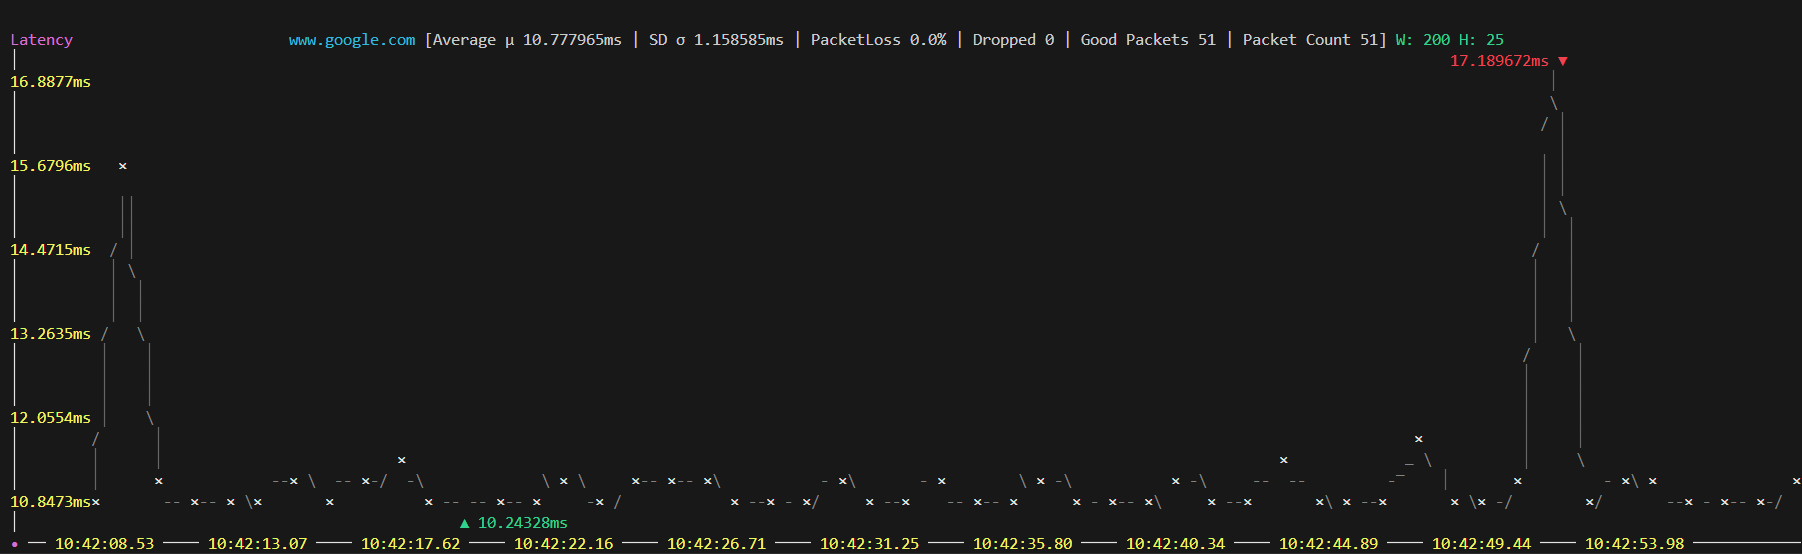 Latency www.google.com [Average μ 10.777965ms | SD σ 1.158585ms | PacketLoss 0.0% | Dropped 0 | Good Packets 51 | Packet Count 51] W: 200 H: 25
17.189672ms ▼
16.8877ms
15.6796ms
14.4715ms
13.2635ms
12.0554ms
10.8473ms
▲ 10.24328ms
10:42:08.53 10:42:13.07 10:42:17.62 10:42:22.16 10:42:26.71 10:42:31.25 10:42:35.80 10:42:40.34 10:42:44.89 10:42:49.44 10:42:53.98